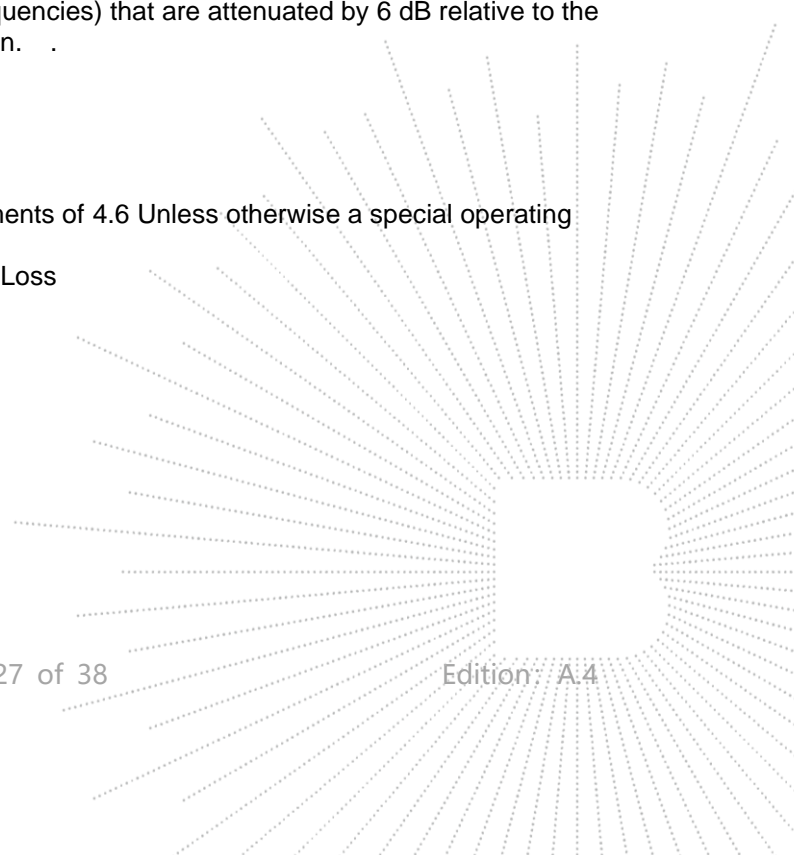 quencies) that are attenuated by 6 dB relative to the
n. .
nents of 4.6 Unless otherwise a special operating
Loss
27 of 38 Edition: A.4